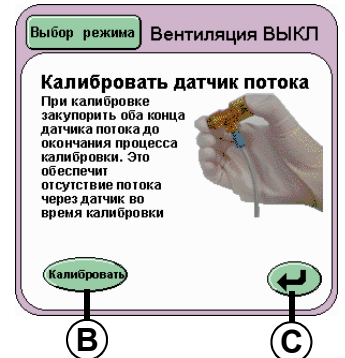 Выбор режима Вентиляция ВЫКЛ
Калибровать датчик потока
При калибровке
закупорить оба конца
датчика потока до
окончания процесса
калибровки. Это
обеспечит
отсутствие потока
через датчик во
время калибровки
Калибровать
B C